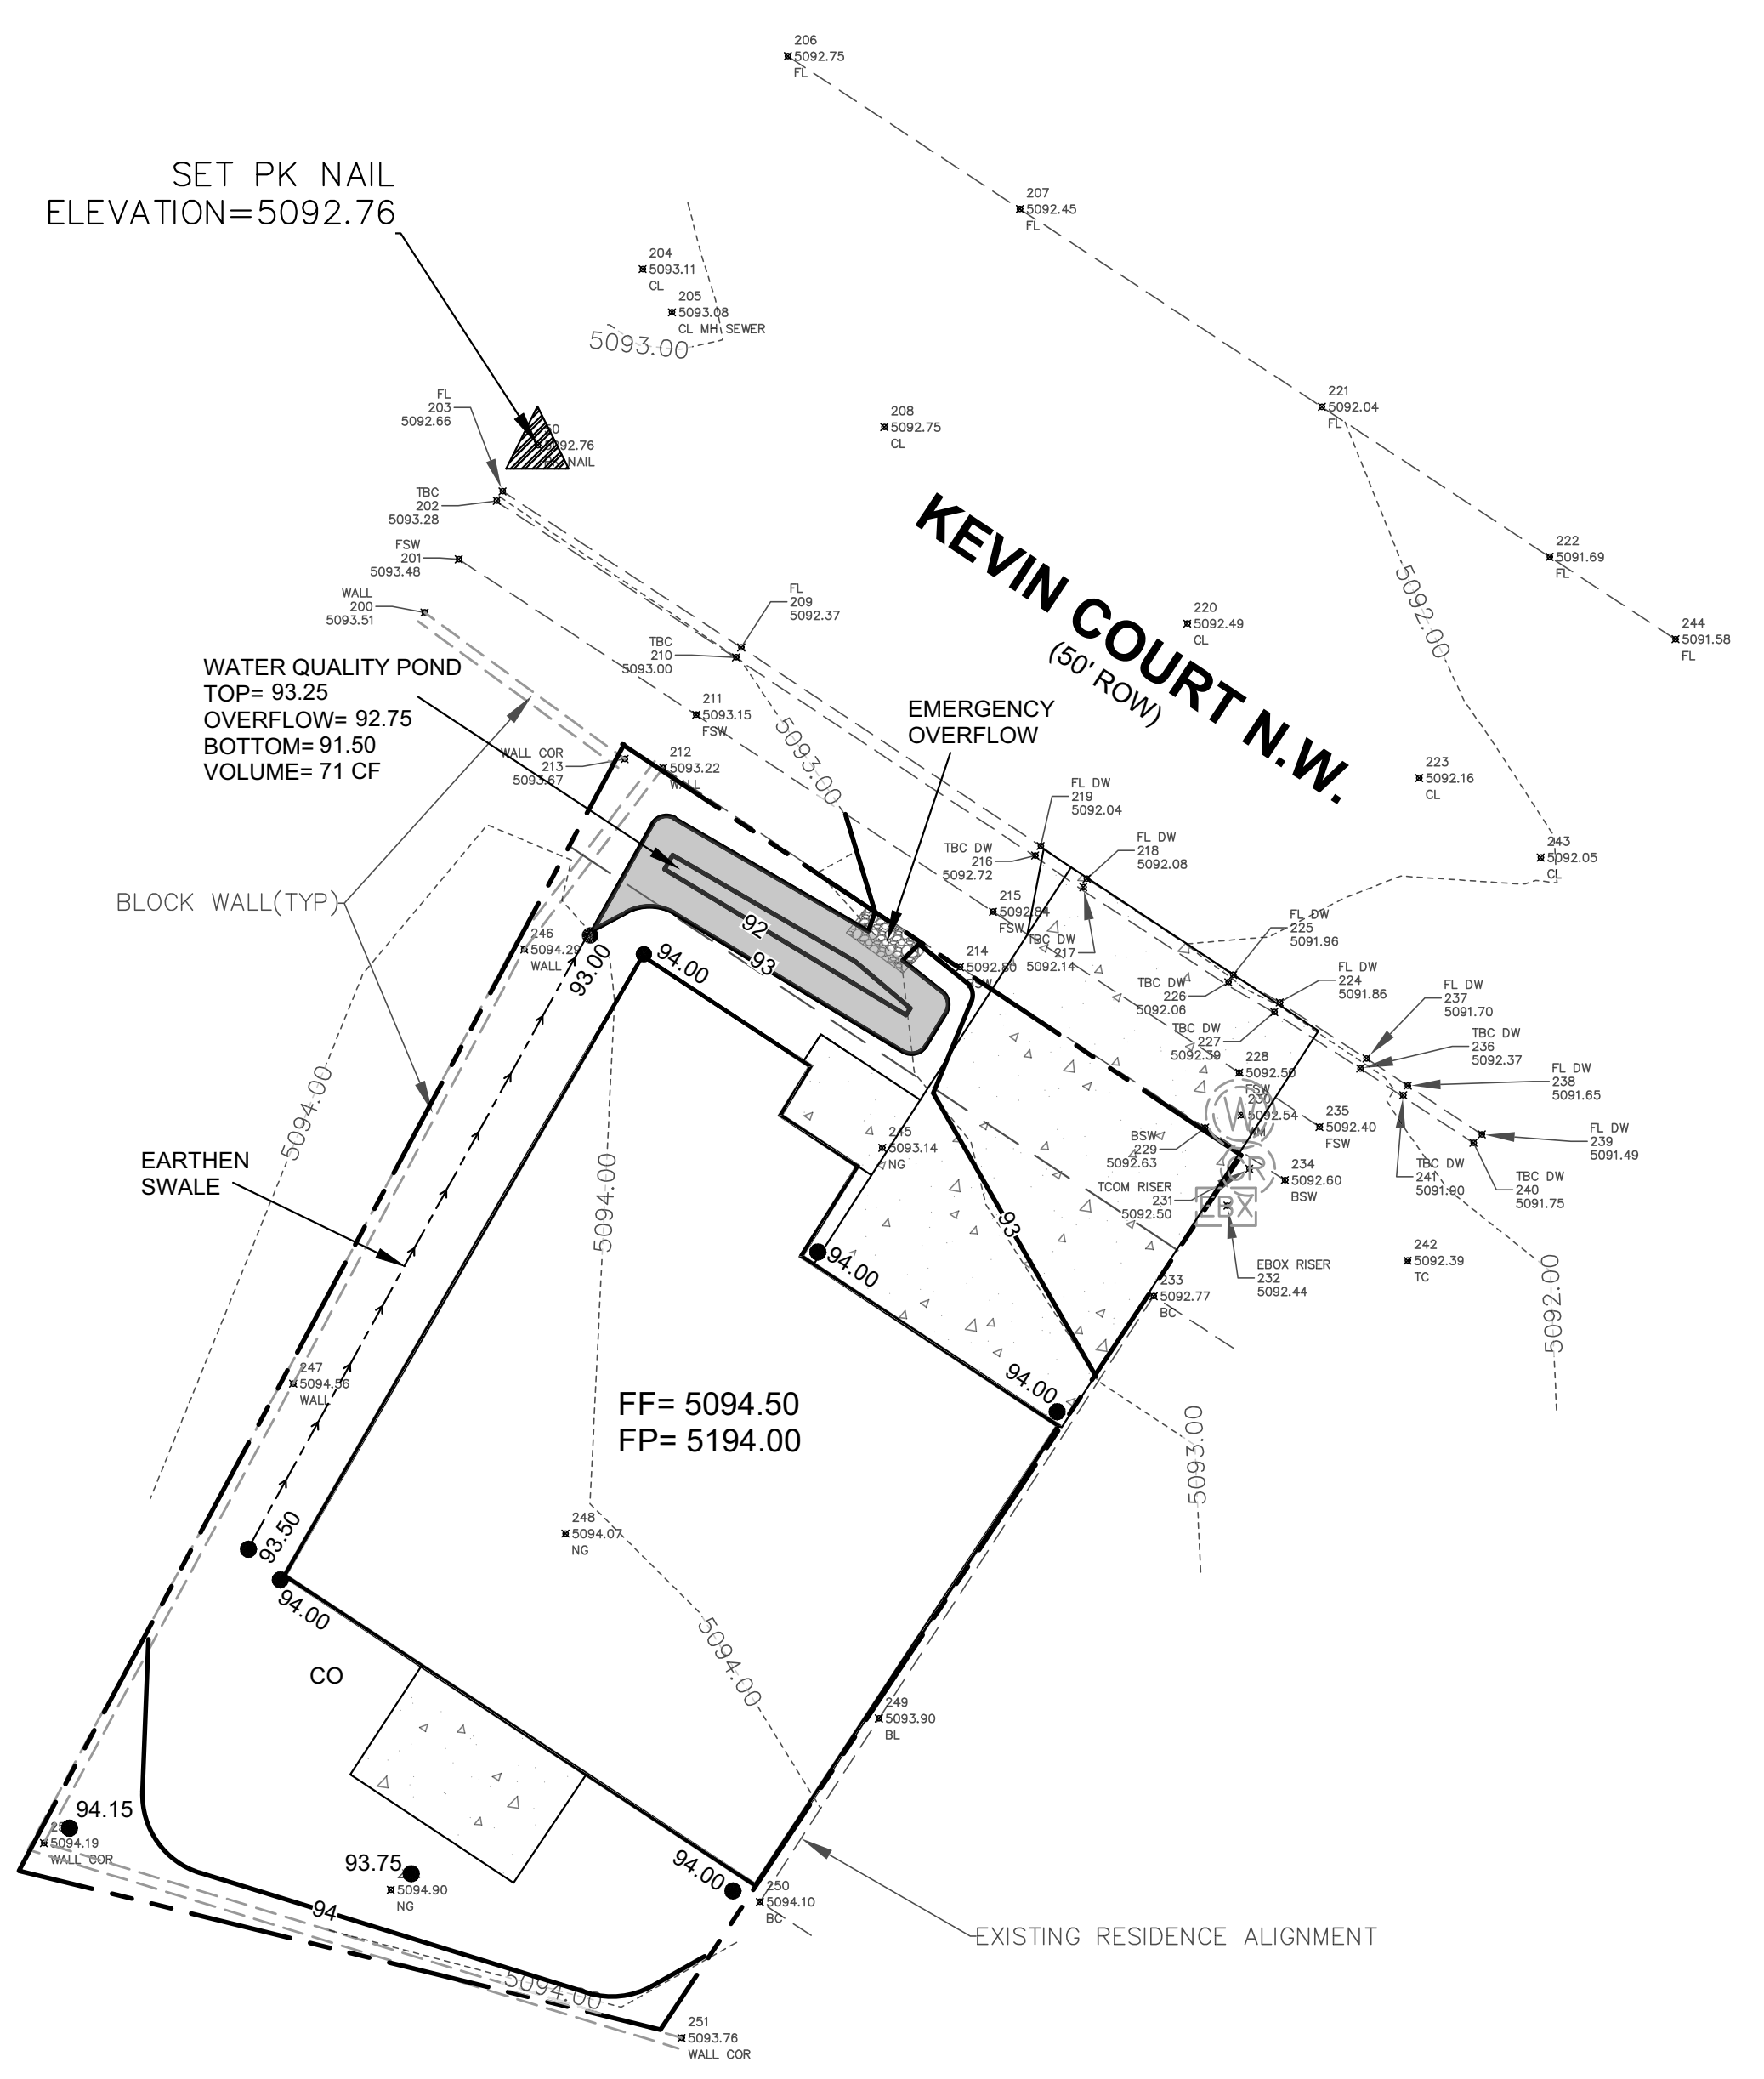 206
5092.75
FL
207
5092.45
FL
SET PK NAIL
ELEVATION=5092.76
204
5093.11
CL
205
5093.08
CL MH SEWER
5093.00
FL
203
5092.66
5092.76
NAIL
208
5092.75
CL
221
5092.04
FL
TBC
202
5093.28
FSW
201
5093.48
WALL
200
5093.51
222
5091.69
FL
5092.00
KEVIN COURT N.W.
(50' ROW)
FL
209
5092.37
TBC
210
5093.00
220
5092.49
CL
244
5091.58
FL
WATER QUALITY POND
TOP= 93.25
OVERFLOW= 92.75
BOTTOM= 91.50
VOLUME= 71 CF
211
5093.15
FSW
EMERGENCY
OVERFLOW
5093.00
WALL COR
213
5093.67
212
5093.22
WALL
223
5092.16
CL
FL DW
219
5092.04
FL DW
218
5092.08
TBC DW
216
5092.72
243
5092.05
CL
BLOCK WALL(TYP)
215
5092.84
FSW
TBC DW
217
5092.14
FL DW
225
5091.96
92
93
246
5094.29
WALL
93.00
94.00
214
5092.80
FSW
FL DW
224
5091.86
TBC DW
226
5092.06
FL DW
237
5091.70
TBC DW
227
5092.39
TBC DW
236
5092.37
228
5092.50
FSW
FL DW
238
5091.65
5094.00
W
230
5092.54
WM
235
5092.40
FSW
245
5093.14
NG
BSW
229
5092.63
FL DW
239
5091.49
EARTHEN
SWALE
234
5092.60
BSW
TBC DW
241
5091.90
TBC DW
240
5091.75
TCOM RISER
231
5092.50
CR
EBX
5094.00
93
94.00
242
5092.39
TC
EBOX RISER
232
5092.44
233
5092.77
BC
5092.00
247
5094.56
WALL
94.00
FF= 5094.50
FP= 5194.00
5093.00
248
5094.07
NG
93.50
94.00
CO
5094.00
249
5093.90
BL
94.15
5094.19
WALL COR
93.75
5094.90
NG
94.00
250
5094.10
BC
94
EXISTING RESIDENCE ALIGNMENT
5094.00
251
5093.76
WALL COR